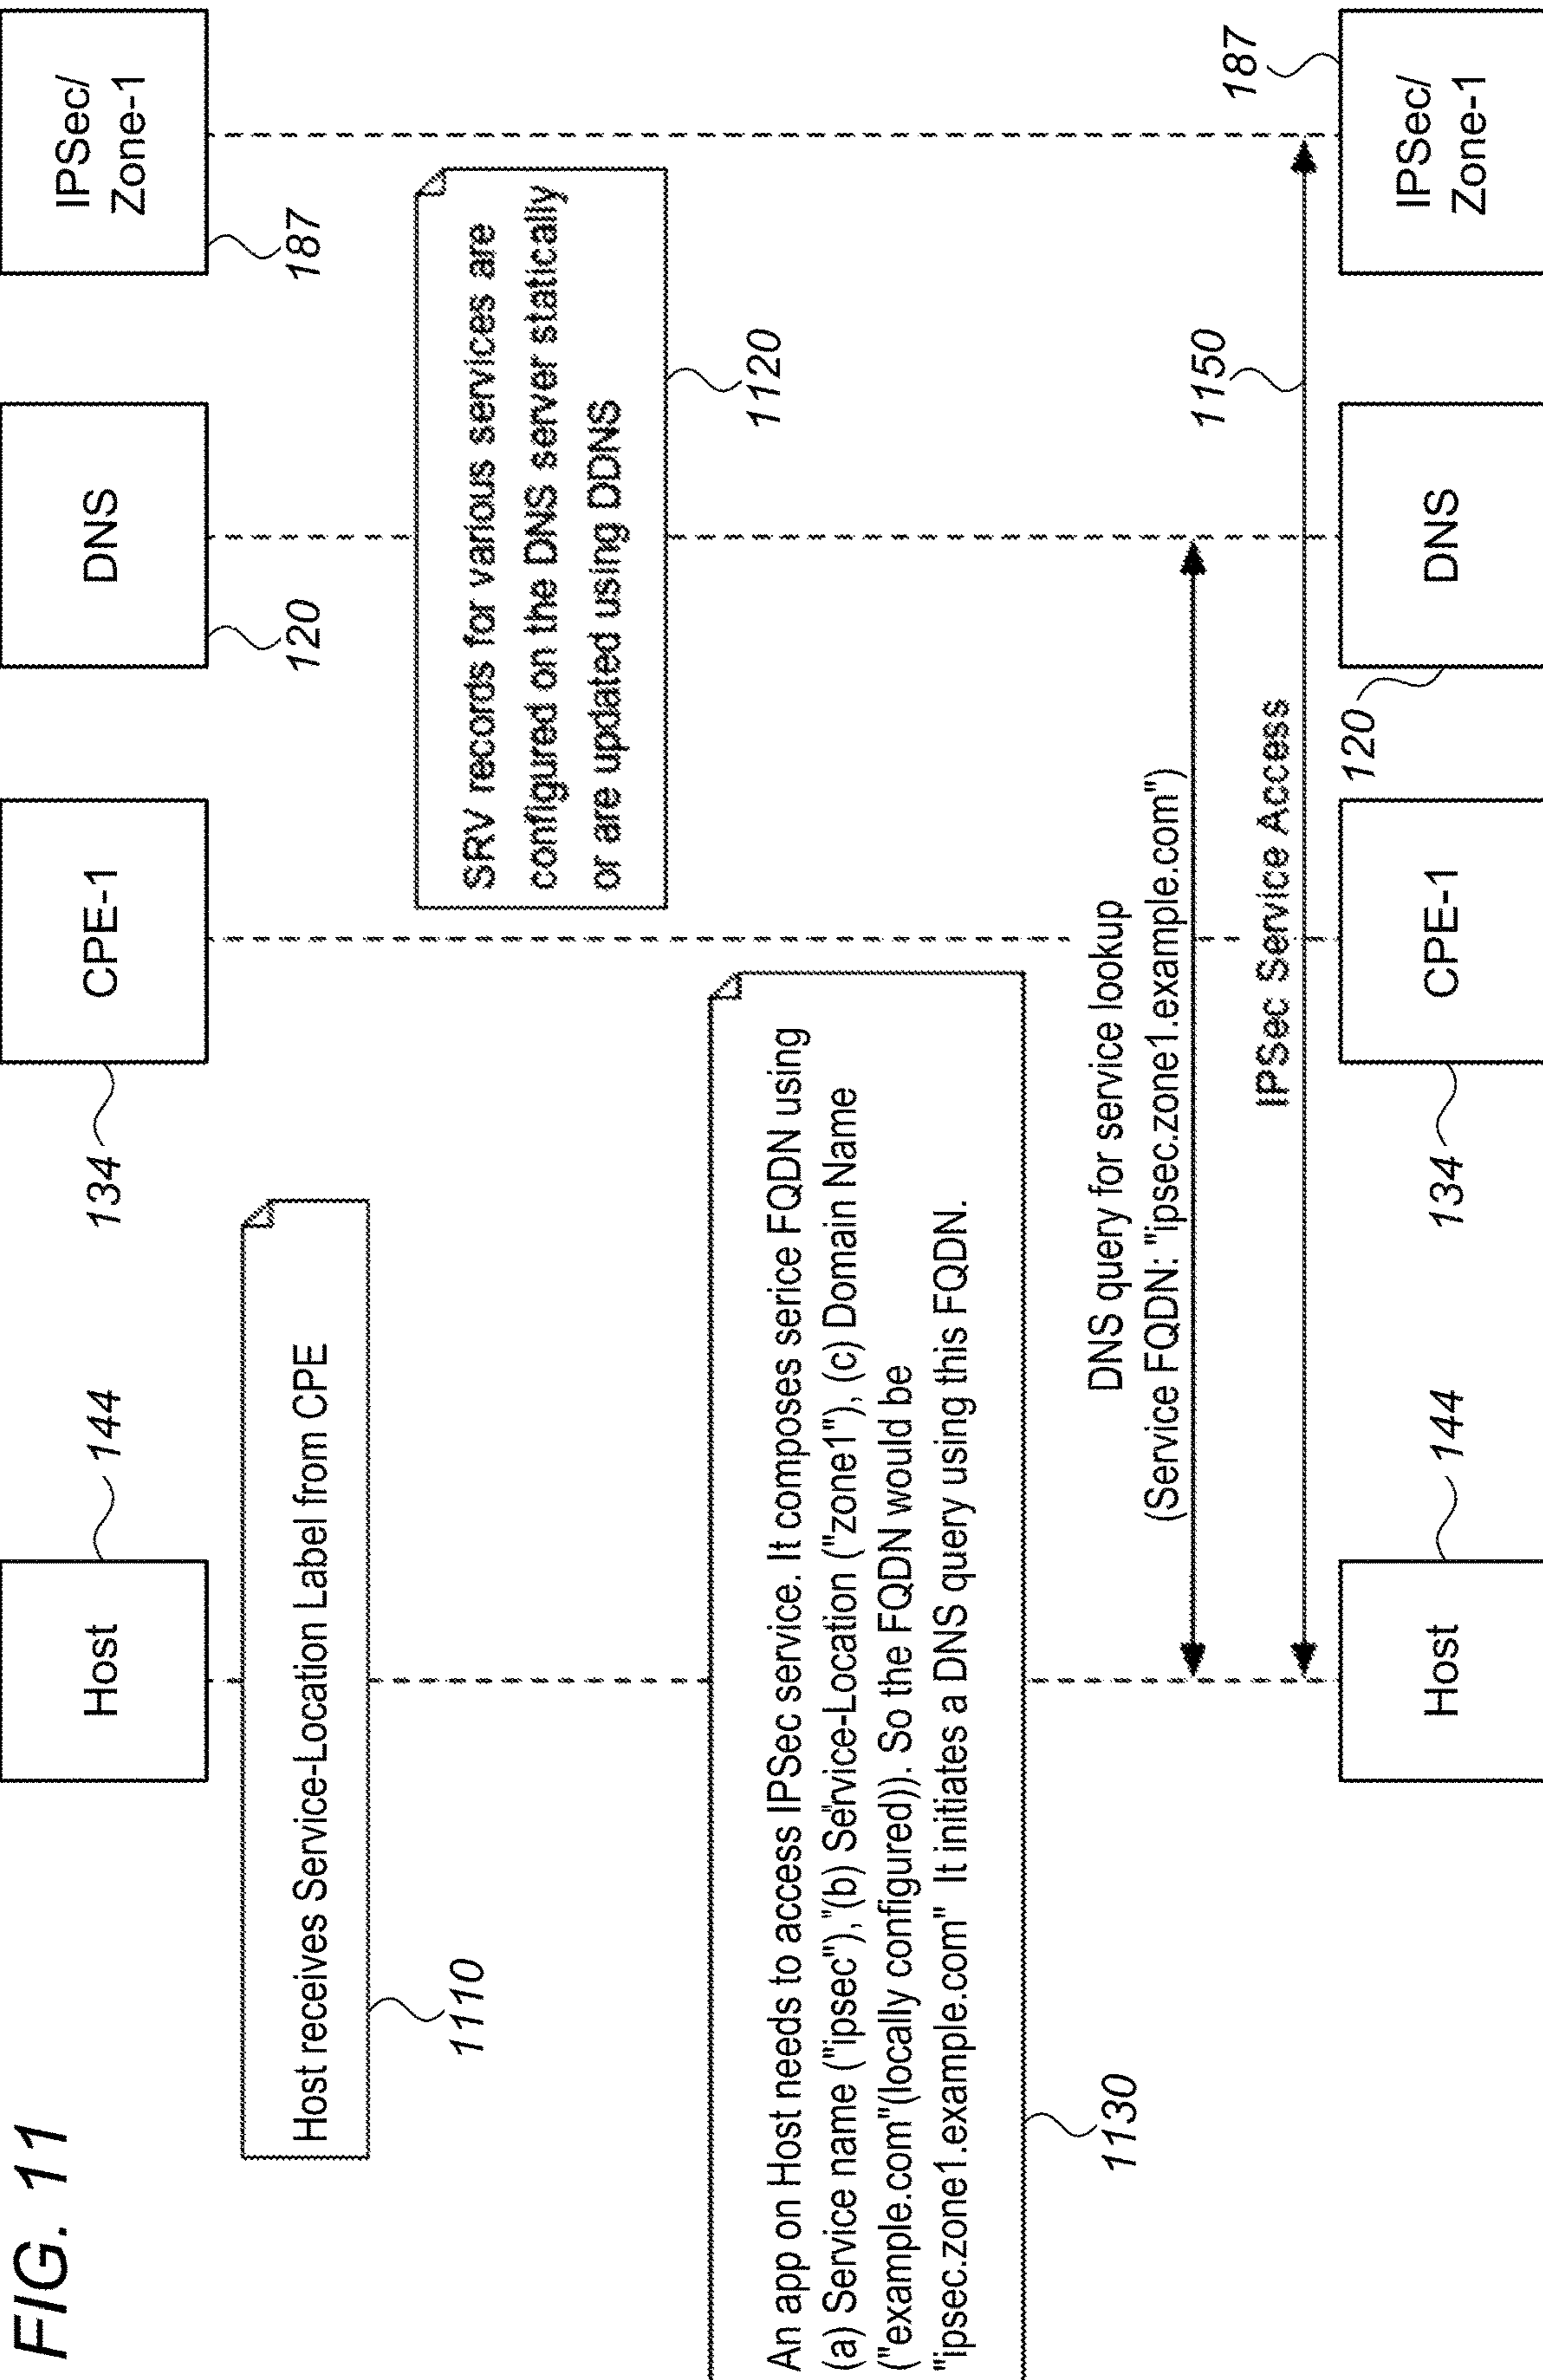 FIG. 11
Host
144
CPE-1
134
DNS
120
IPSec/
Zone-1
187
Host receives Service-Location Label from CPE
1110
SRV records for various services are
configured on the DNS server statically
or are updated using DDNS
1120
An app on Host needs to access IPSec service. It composes serice FQDN using
(a) Service name ("ipsec"),"(b) Service-Location ("zone1"), (c) Domain Name
("example.com"(locally configured)). So the FQDN would be
"ipsec.zone1.example.com" It initiates a DNS query using this FQDN.
1130
DNS query for service lookup
(Service FQDN: "ipsec.zone1.example.com")
IPSec Service Access
1150
Host
144
CPE-1
134
DNS
120
IPSec/
Zone-1
187